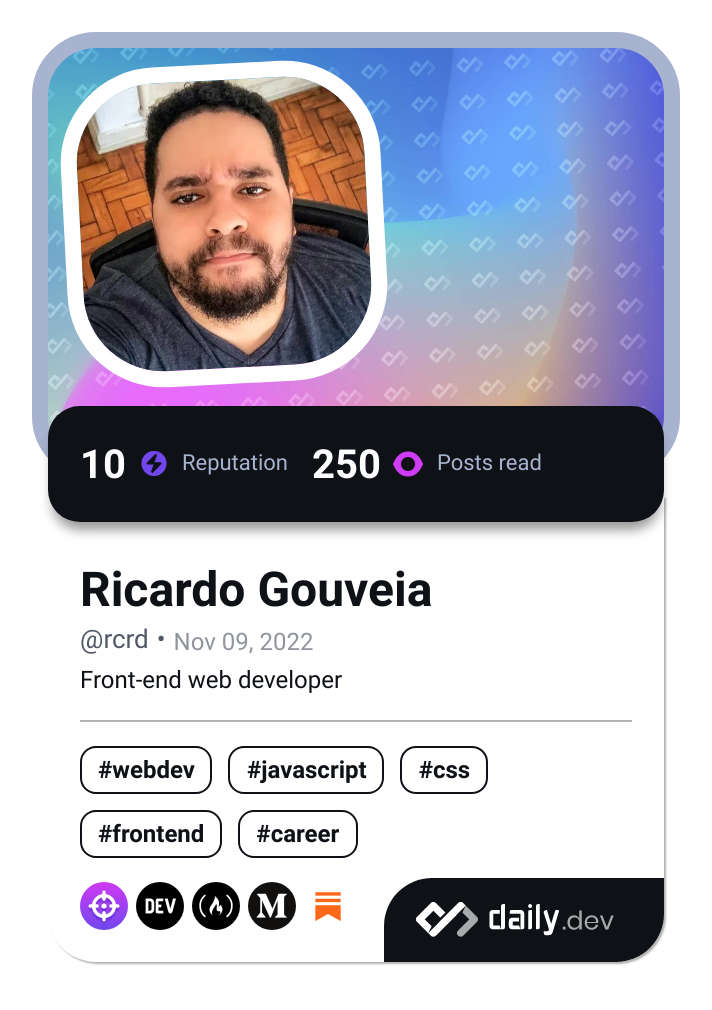 10 Reputation 250 Posts read
Ricardo Gouveia
@rcrd • Nov 09, 2022
Front-end web developer
#webdev #javascript #css
#frontend #career
DEV M daily.dev